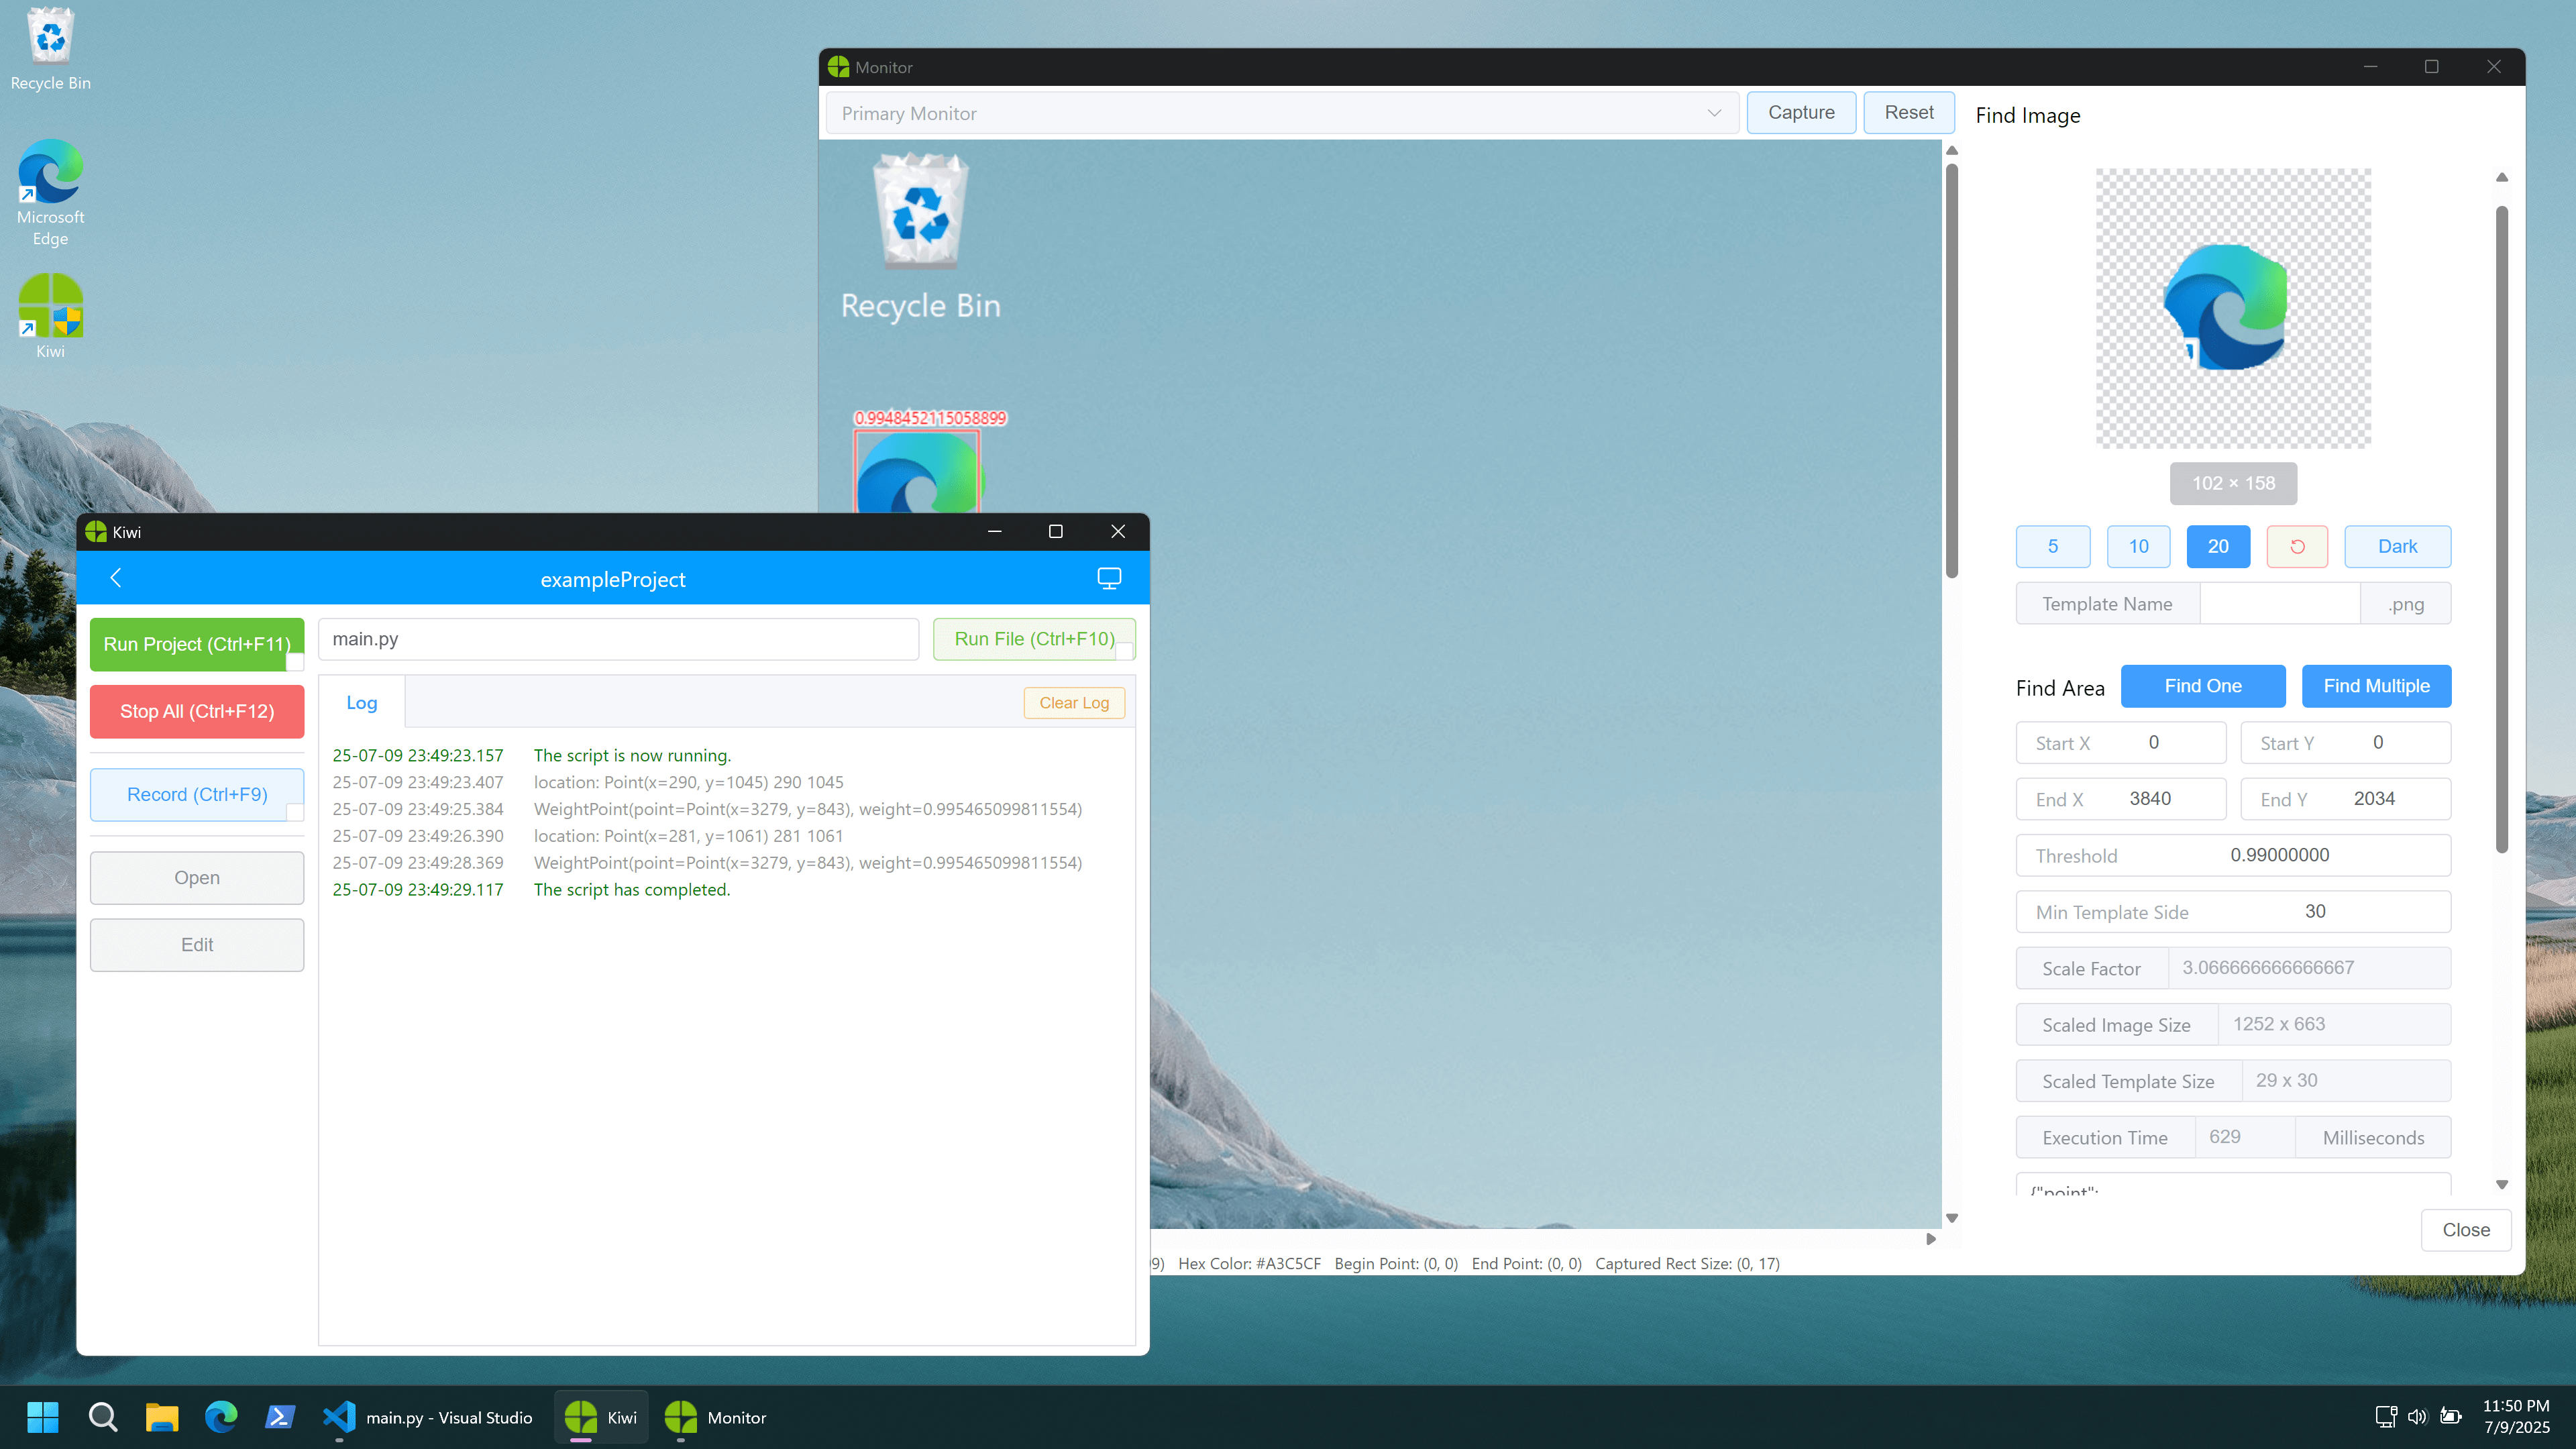 Recycle Bin
Microsoft
Edge
Kiwi
Monitor
Primary Monitor
Capture
Reset
Find Image
Recycle Bin
0.9948452115058899
102 × 158
5
10
20
Dark
Template Name
.png
Find Area
Find One
Find Multiple
Start X
0
Start Y
0
End X
3840
End Y
2034
Threshold
0.99000000
Min Template Side
30
Scale Factor
3.066666666666667
Scaled Image Size
1252 x 663
Scaled Template Size
29 x 30
Execution Time
629
Milliseconds
{"point":
Close
9) Hex Color: #A3C5CF Begin Point: (0, 0) End Point: (0, 0) Captured Rect Size: (0, 17)
Kiwi
exampleProject
Run Project (Ctrl+F11)
main.py
Run File (Ctrl+F10)
Stop All (Ctrl+F12)
Record (Ctrl+F9)
Open
Edit
Log
Clear Log
25-07-09 23:49:23.157 The script is now running.
25-07-09 23:49:23.407 location: Point(x=290, y=1045) 290 1045
25-07-09 23:49:25.384 WeightPoint(point=Point(x=3279, y=843), weight=0.995465099811554)
25-07-09 23:49:26.390 location: Point(x=281, y=1061) 281 1061
25-07-09 23:49:28.369 WeightPoint(point=Point(x=3279, y=843), weight=0.995465099811554)
25-07-09 23:49:29.117 The script has completed.
main.py - Visual Studio
Kiwi
Monitor
11:50 PM
7/9/2025